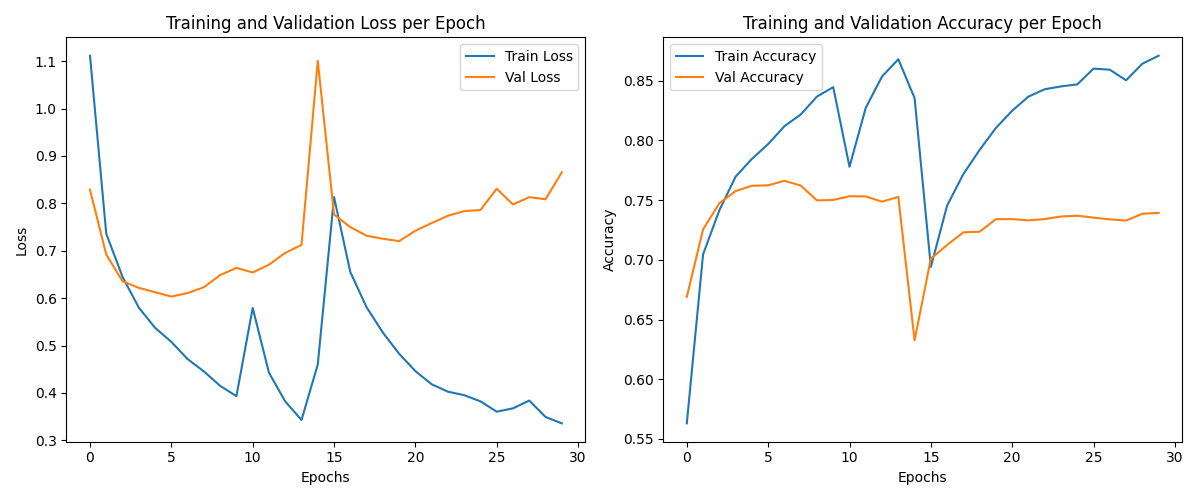 Training and Validation Loss per Epoch
Train Loss
Val Loss
1.1
1.0
0.9
0.8
0.7
0.6
0.5
0.4
0.3
Loss
0 5 10 15 20 25 30
Epochs
Training and Validation Accuracy per Epoch
Train Accuracy
Val Accuracy
0.85
0.80
0.75
0.70
0.65
0.60
0.55
Accuracy
0 5 10 15 20 25 30
Epochs